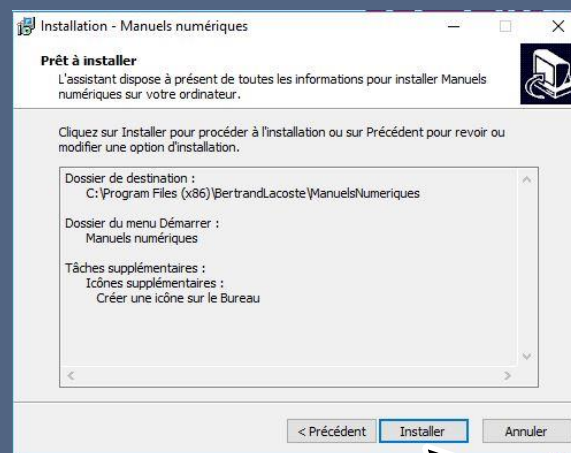 Installation - Manuels numériques
Prêt à installer
L'assistant dispose à présent de toutes les informations pour installer Manuels
numériques sur votre ordinateur.
Cliquez sur Installer pour procéder à l'installation ou sur Précédent pour revoir ou
modifier une option d'installation.
Dossier de destination :
C:\Program Files (x86)\BertrandLacoste\ManuelsNumeriques
Dossier du menu Démarrer :
Manuels numériques
Tâches supplémentaires :
Icônes supplémentaires :
Créer une icône sur le Bureau
< Précédent Installer Annuler